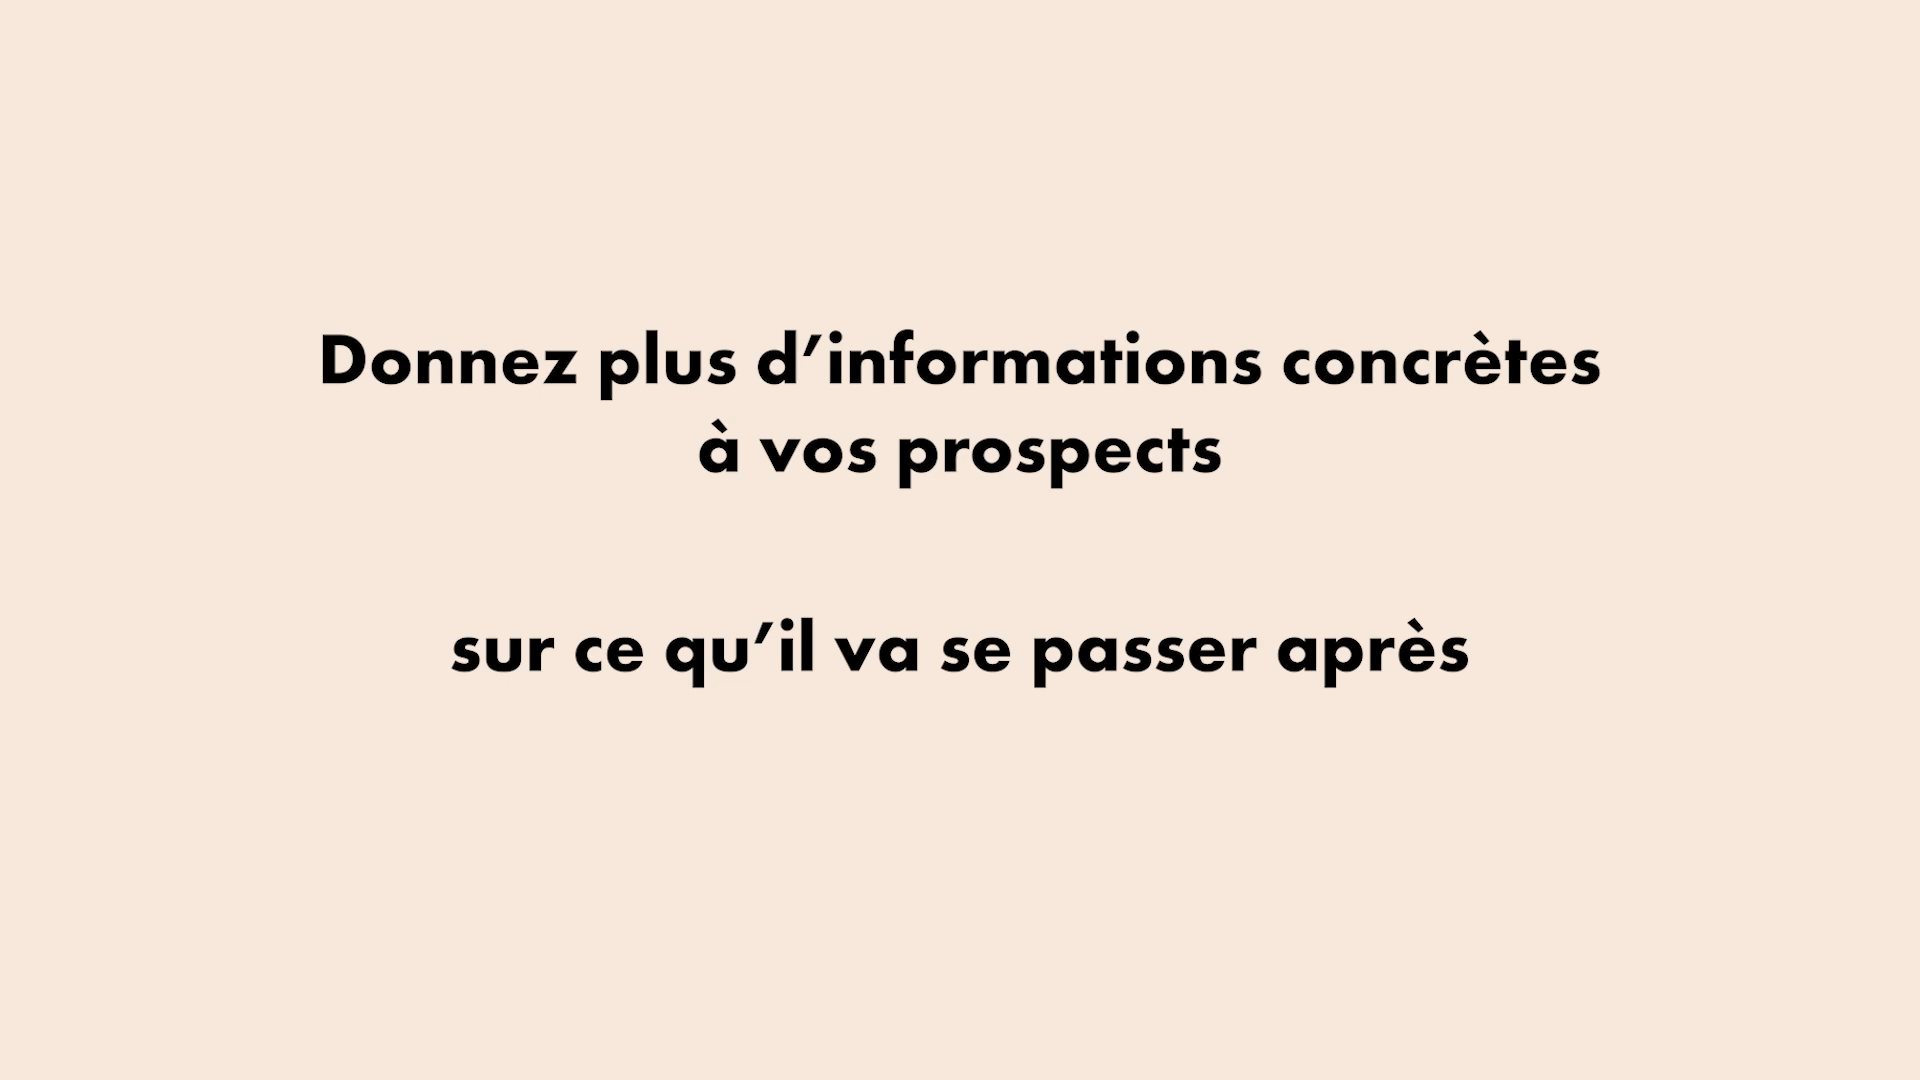 Donnez plus d’informations concrètes
à vos prospects
sur ce qu’il va se passer après